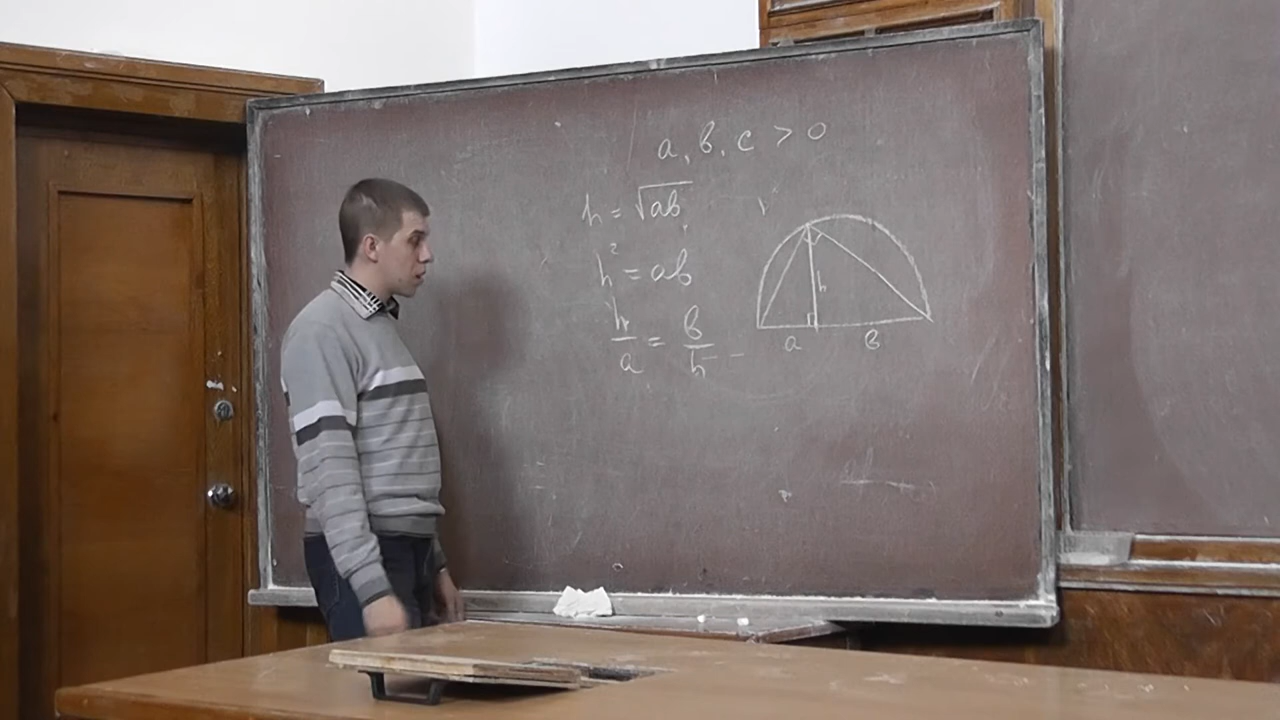 a, b, c > 0
h = √ab,
h² = ab
h/a = b/h
h
a b